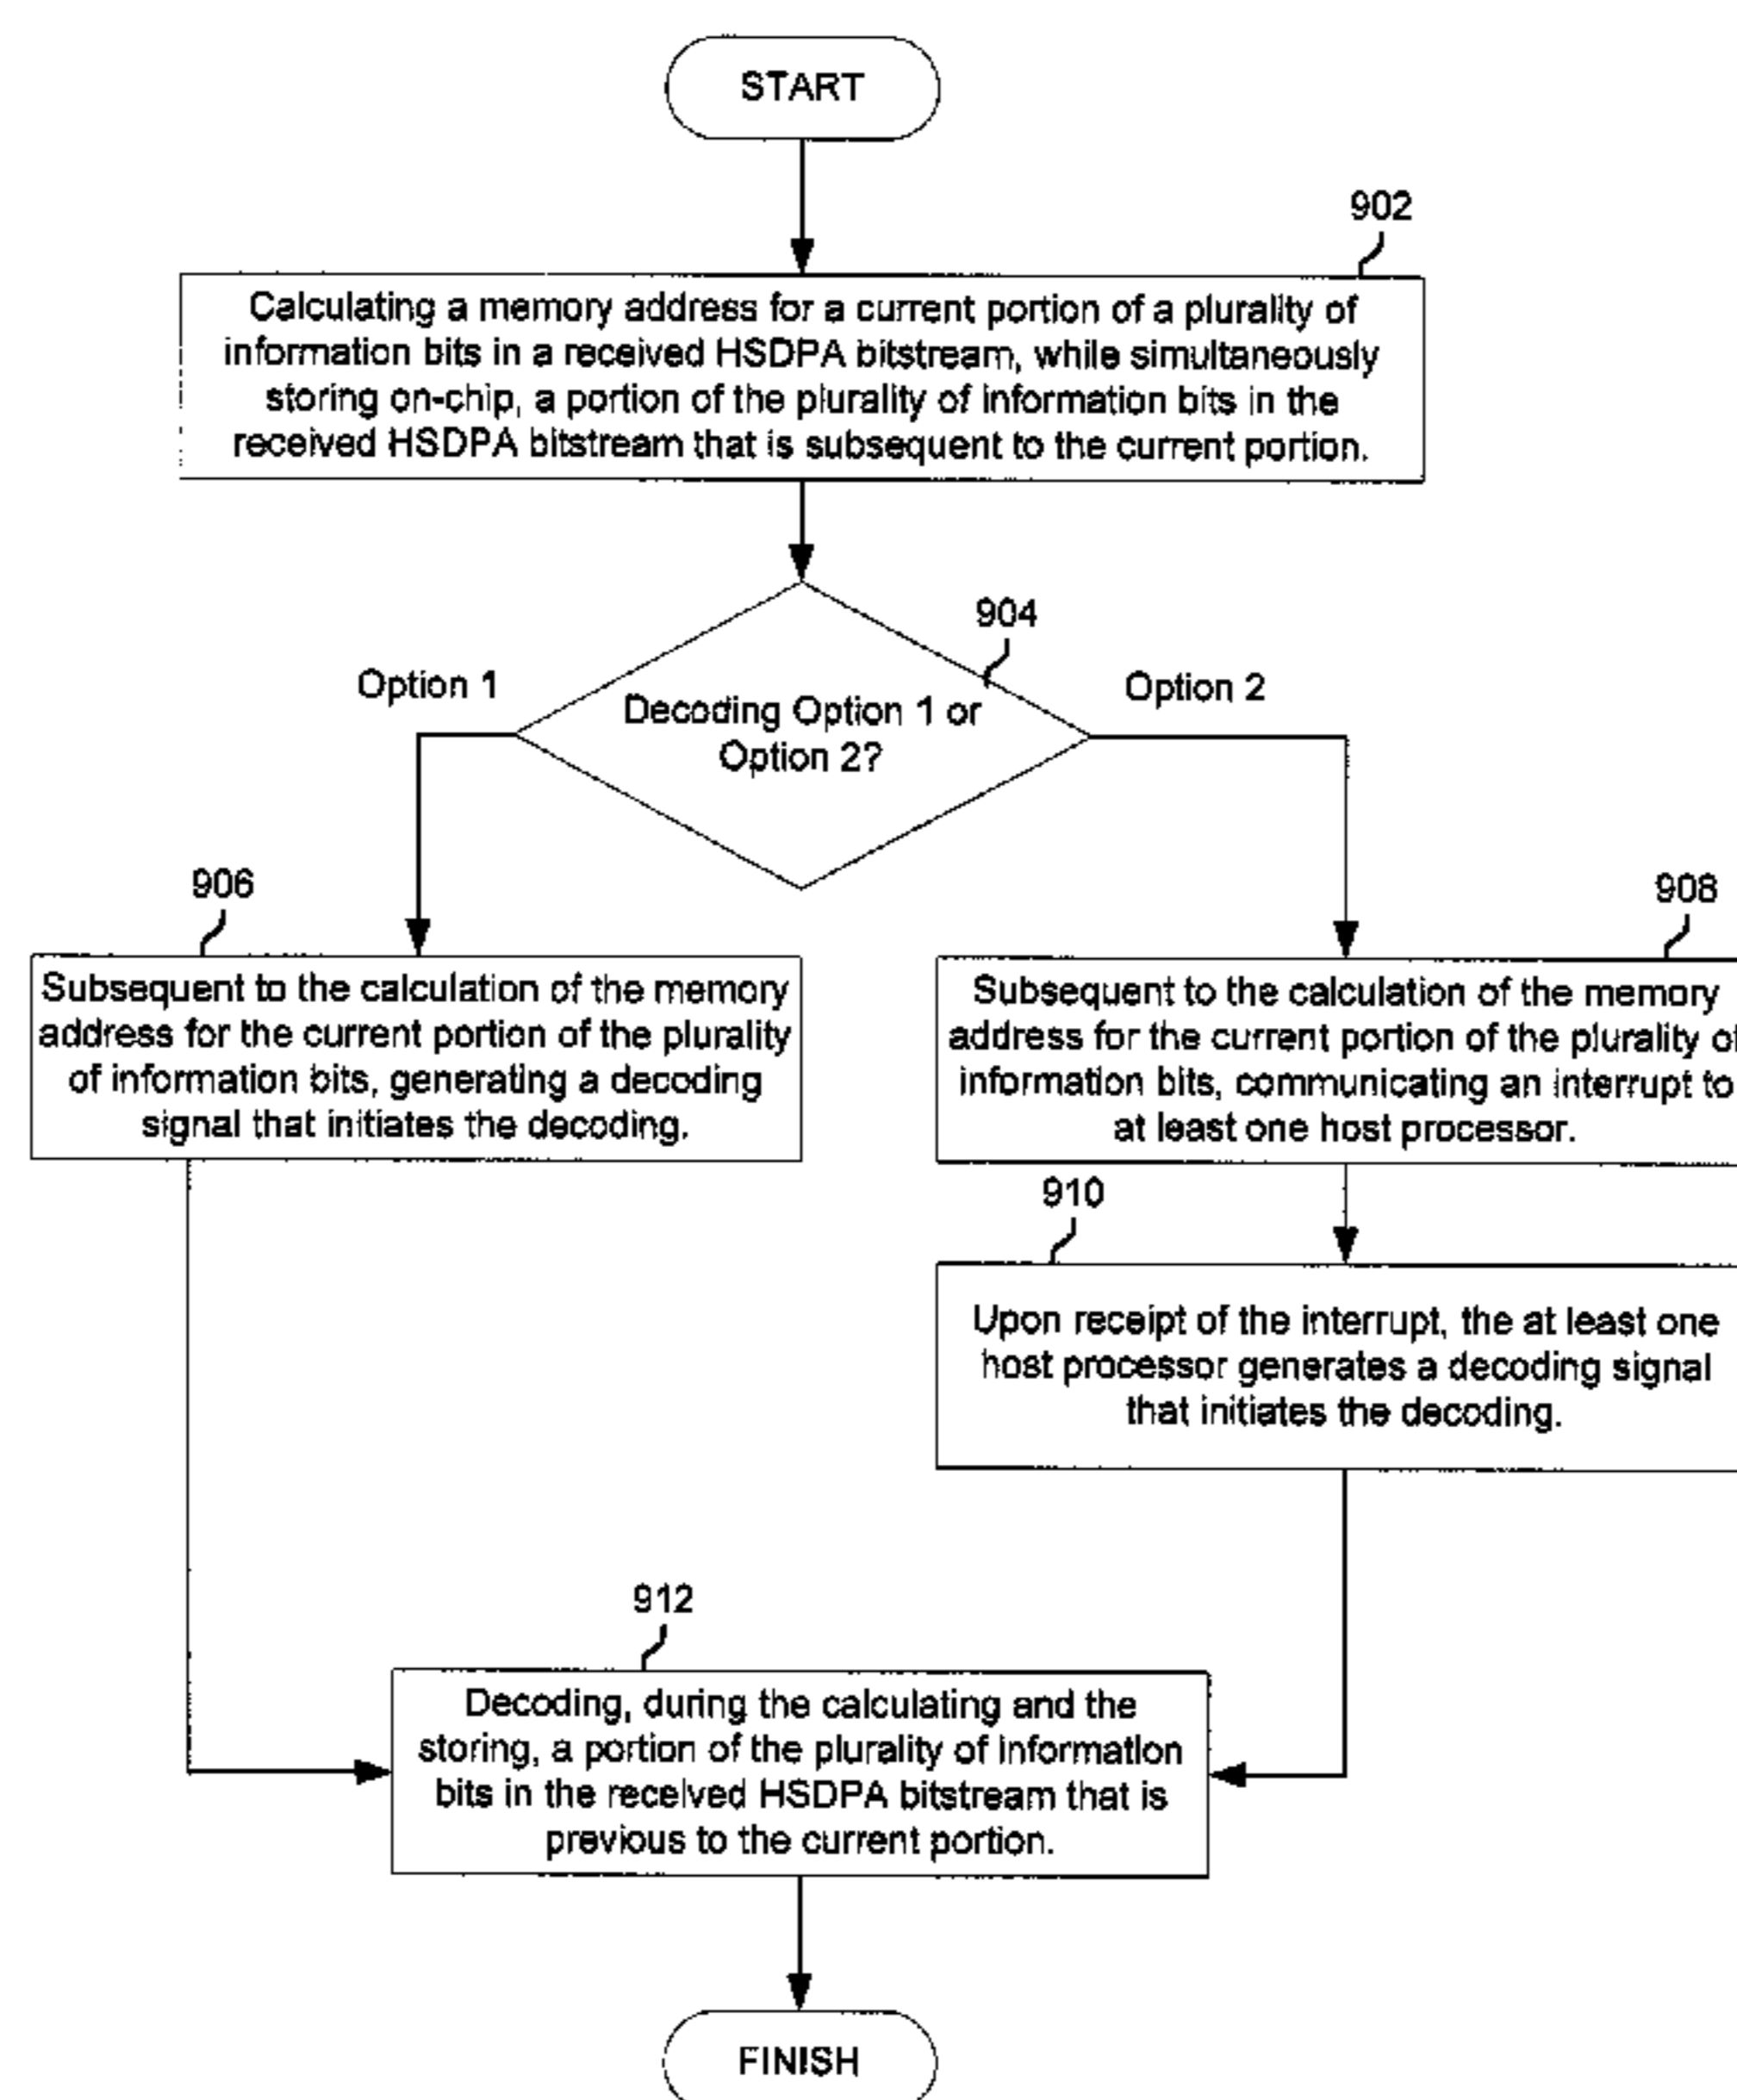 START
902
Calculating a memory address for a current portion of a plurality of
information bits in a received HSDPA bitstream, while simultaneously
storing on-chip, a portion of the plurality of information bits in the
received HSDPA bitstream that is subsequent to the current portion.
904
Option 1
Decoding Option 1 or
Option 2?
Option 2
906
Subsequent to the calculation of the memory
address for the current portion of the plurality
of information bits, generating a decoding
signal that initiates the decoding.
908
Subsequent to the calculation of the memory
address for the current portion of the plurality of
information bits, communicating an interrupt to
at least one host processor.
910
Upon receipt of the interrupt, the at least one
host processor generates a decoding signal
that initiates the decoding.
912
Decoding, during the calculating and the
storing, a portion of the plurality of information
bits in the received HSDPA bitstream that is
previous to the current portion.
FINISH